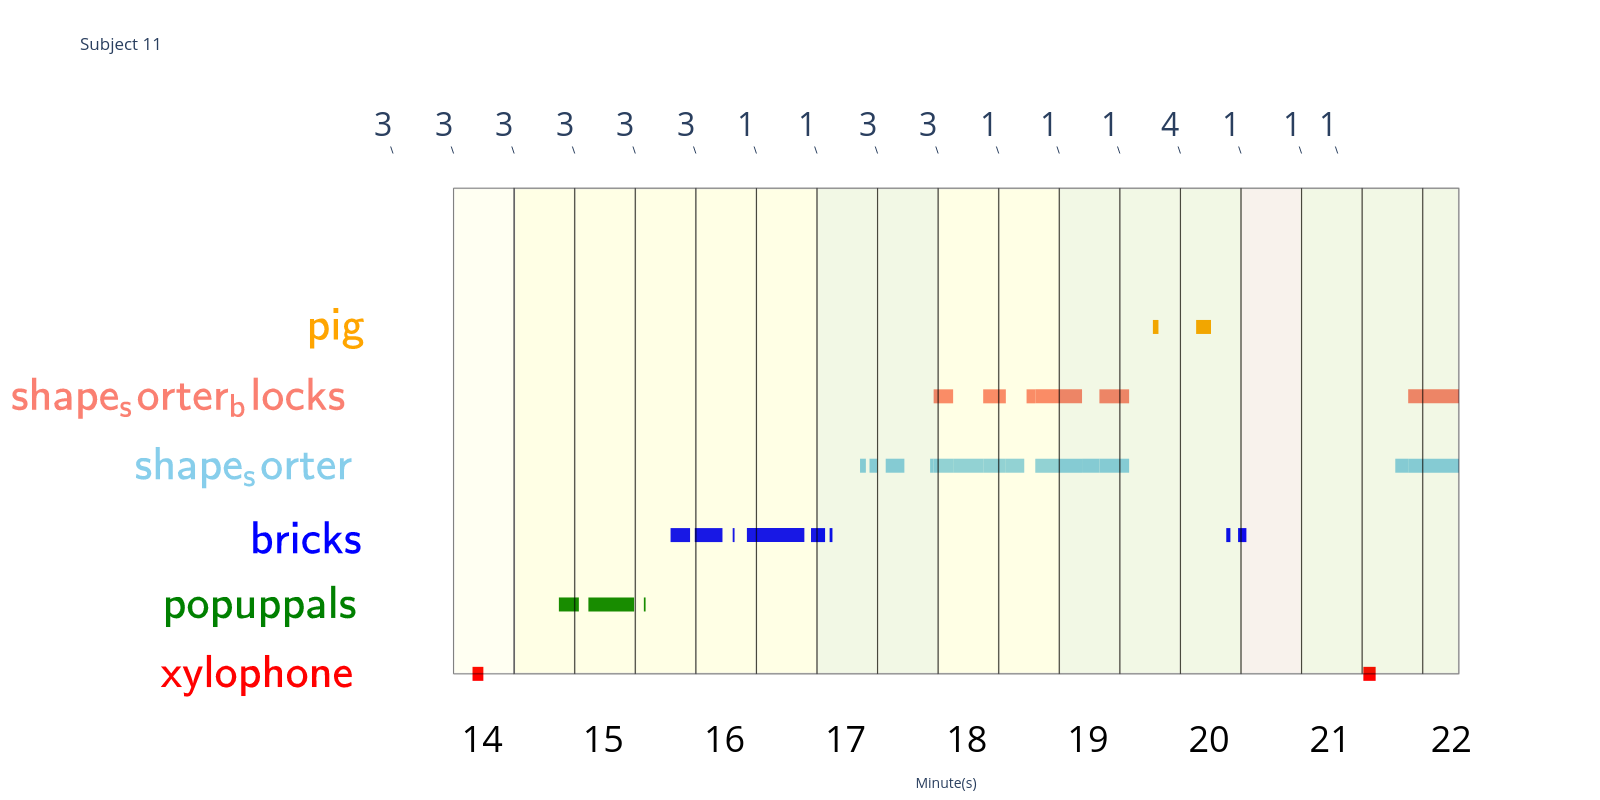 Subject 11
3 3 3 3 3 3 1 1 3 3 1 1 1 4 1 1 1
pig
shapesorterblocks
shapesorter
bricks
popuppals
xylophone
14 15 16 17 18 19 20 21 22
Minute(s)